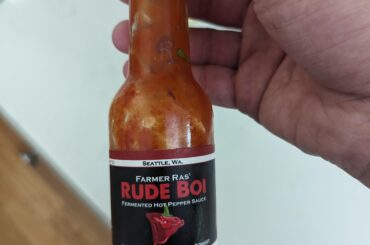 SEATTLE, WA.
FARMER RAS'
RUDE BOI
FERMENTED HOT PEPPER SAUCE